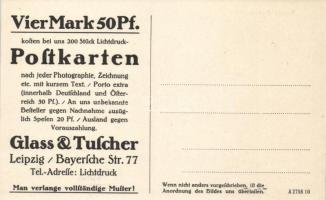 Vier Mark 50 Pf.
koſten bei uns 200 Stück Lichtdruck-
Poſtkarten
nach jeder Photographie, Zeichnung
etc. mit kurzem Text. / Porto extra
(innerhalb Deutſchland und Öſter-
reich 30 Pf.) / An uns unbekannte
Beſteller gegen Nachnahme zuzüg-
lich Speſen 20 Pf. / Ausland gegen
Vorauszahlung.
Glass & Tuſcher
Leipzig / Bayerſche Str. 77
Tel.-Adreſſe: Lichtdruck
Man verlange vollſtändige Muſter!
Wenn nicht anders vorgeſchrieben, iſt die
Anordnung des Bildes uns überlaſſen.
A 2758 10